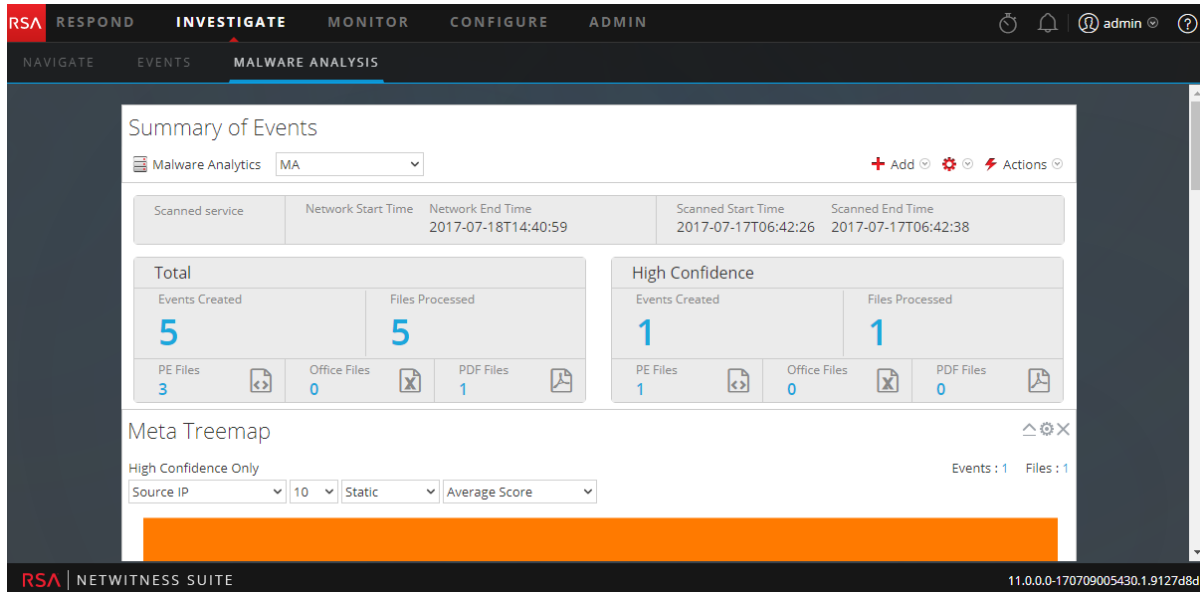 RSA RESPOND INVESTIGATE MONITOR CONFIGURE ADMIN admin ?
NAVIGATE EVENTS MALWARE ANALYSIS
Summary of Events
Malware Analytics MA Add Actions
Scanned service Network Start Time Network End Time Scanned Start Time Scanned End Time
2017-07-18T14:40:59 2017-07-17T06:42:26 2017-07-17T06:42:38
Total High Confidence
Events Created Files Processed Events Created Files Processed
5 5 1 1
PE Files Office Files PDF Files PE Files Office Files PDF Files
3 0 1 1 0 0
Meta Treemap
High Confidence Only Events : 1 Files : 1
Source IP 10 Static Average Score
RSA NETWITNESS SUITE 11.0.0.0-170709005430.1.9127d8d